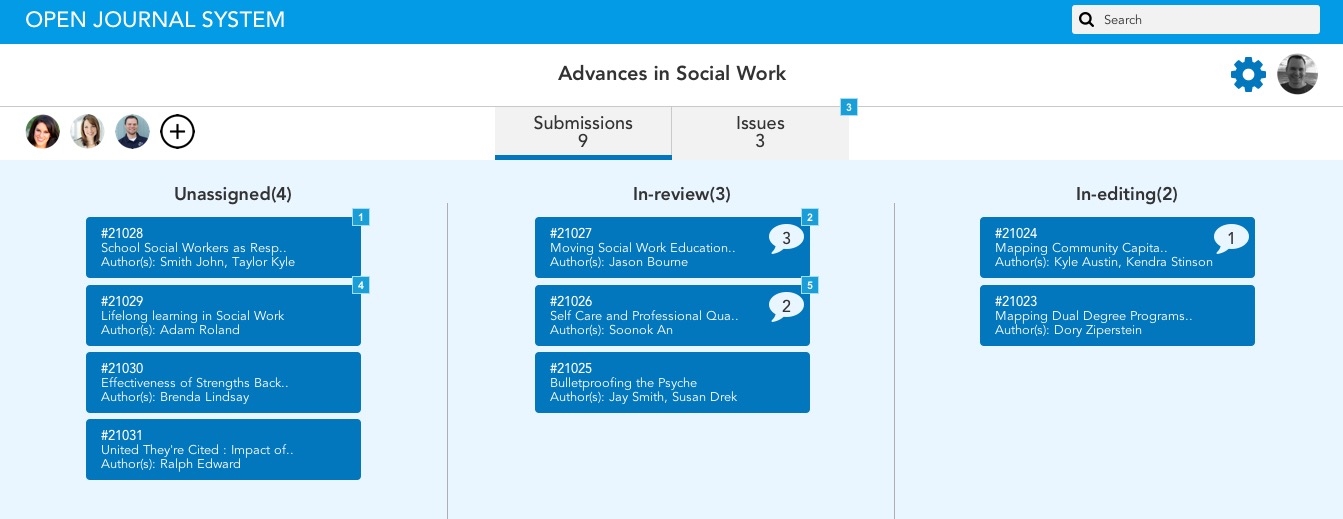 OPEN JOURNAL SYSTEM
Search
Advances in Social Work
3
Submissions
9
Issues
3
Unassigned(4)
1
#21028
School Social Workers as Resp..
Author(s): Smith John, Taylor Kyle
4
#21029
Lifelong learning in Social Work
Author(s): Adam Roland
#21030
Effectiveness of Strengths Back..
Author(s): Brenda Lindsay
#21031
United They're Cited : Impact of..
Author(s): Ralph Edward
In-review(3)
2
#21027
Moving Social Work Education..
Author(s): Jason Bourne
3
5
#21026
Self Care and Professional Qua..
Author(s): Soonok An
2
#21025
Bulletproofing the Psyche
Author(s): Jay Smith, Susan Drek
In-editing(2)
#21024
Mapping Community Capita..
Author(s): Kyle Austin, Kendra Stinson
1
#21023
Mapping Dual Degree Programs..
Author(s): Dory Ziperstein